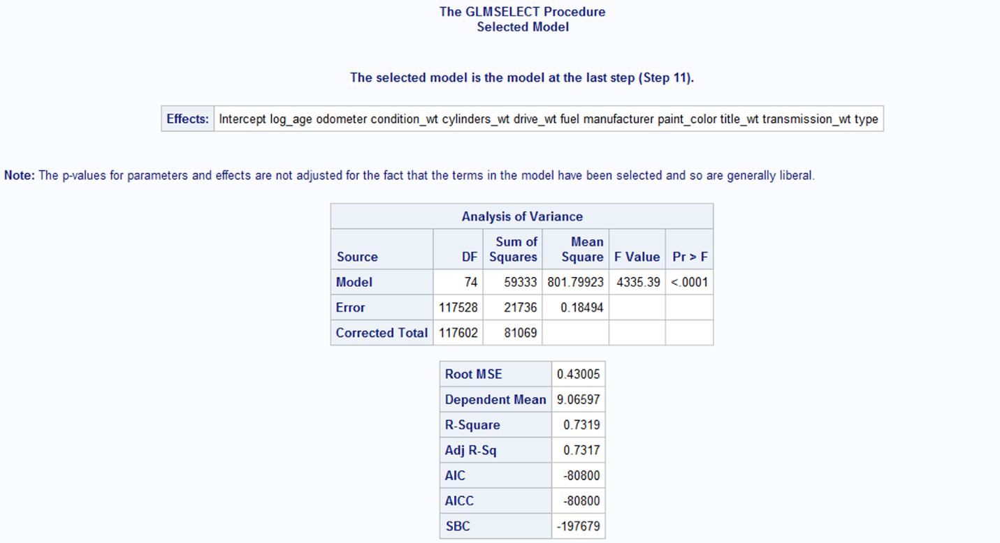 The GLMSELECT Procedure
Selected Model
The selected model is the model at the last step (Step 11).
Effects: Intercept log_age odometer condition_wt cylinders_wt drive_wt fuel manufacturer paint_color title_wt transmission_wt type
Note: The p-values for parameters and effects are not adjusted for the fact that the terms in the model have been selected and so are generally liberal.
Analysis of Variance
Source DF Sum of Squares Mean Square F Value Pr > F
Model 74 59333 801.79923 4335.39 <.0001
Error 117528 21736 0.18494
Corrected Total 117602 81069
Root MSE 0.43005
Dependent Mean 9.06597
R-Square 0.7319
Adj R-Sq 0.7317
AIC -80800
AICC -80800
SBC -197679